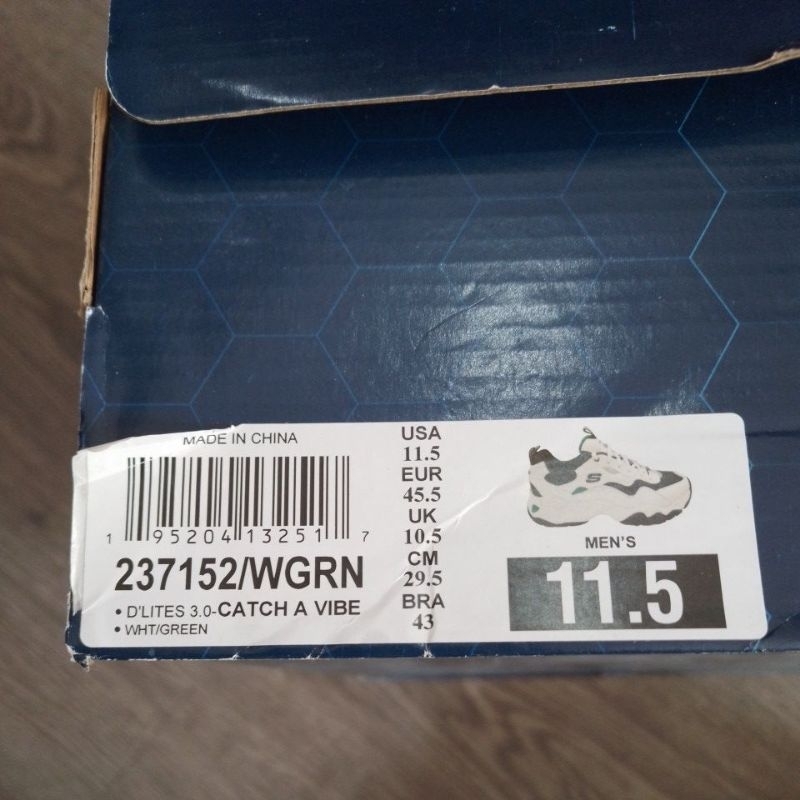 MADE IN CHINA
1 95204 13251 7
237152/WGRN
• D'LITES 3.0-CATCH A VIBE
• WHT/GREEN
USA
11.5
EUR
45.5
UK
10.5
CM
29.5
BRA
43
S
MEN'S
11.5